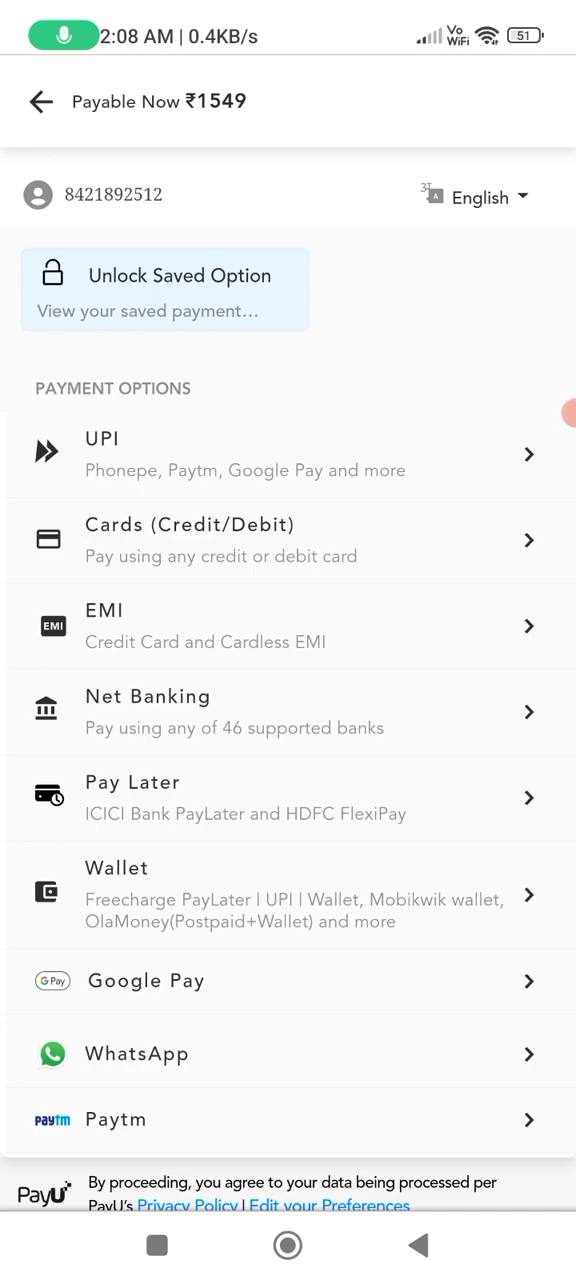 2:08 AM | 0.4KB/s Vo WiFi 51
Payable Now ₹1549
8421892512 English
Unlock Saved Option
View your saved payment...
PAYMENT OPTIONS
UPI
Phonepe, Paytm, Google Pay and more
Cards (Credit/Debit)
Pay using any credit or debit card
EMI
EMI
Credit Card and Cardless EMI
Net Banking
Pay using any of 46 supported banks
Pay Later
ICICI Bank PayLater and HDFC FlexiPay
Wallet
Freecharge PayLater | UPI | Wallet, Mobikwik wallet,
OlaMoney(Postpaid+Wallet) and more
G Pay Google Pay
WhatsApp
paytm Paytm
PayU By proceeding, you agree to your data being processed per
PayU's Privacy Policy | Edit your Preferences